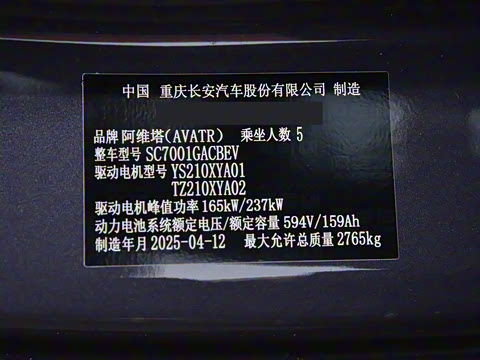 中国 重庆长安汽车股份有限公司 制造
品牌 阿维塔(AVATR) 乘坐人数 5
整车型号 SC7001GACBEV
驱动电机型号 YS210XYA01
TZ210XYA02
驱动电机峰值功率 165kW/237kW
动力电池系统额定电压/额定容量 594V/159Ah
制造年月 2025-04-12 最大允许总质量 2765kg